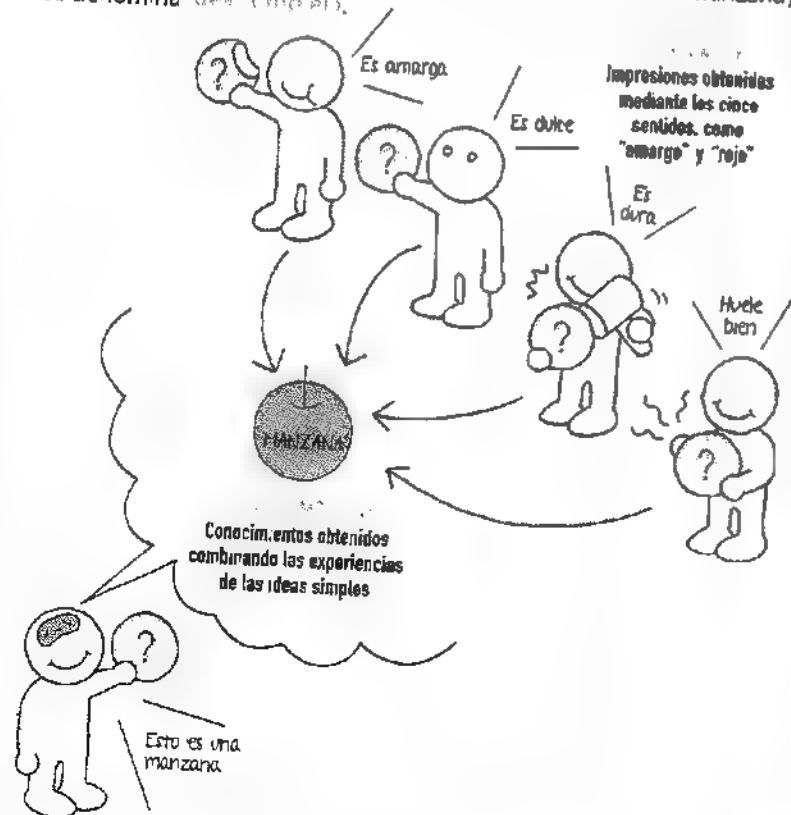 ?
Es amarga
?
Es dulce
Impresiones obtenidas
mediante los cinco
sentidos, como
"amargo" y "rojo"
Es
dura
?
Huele
bien
?
MANZANA
Conocimientos obtenidos
combinando las experiencias
de las ideas simples
?
Esto es una
manzana